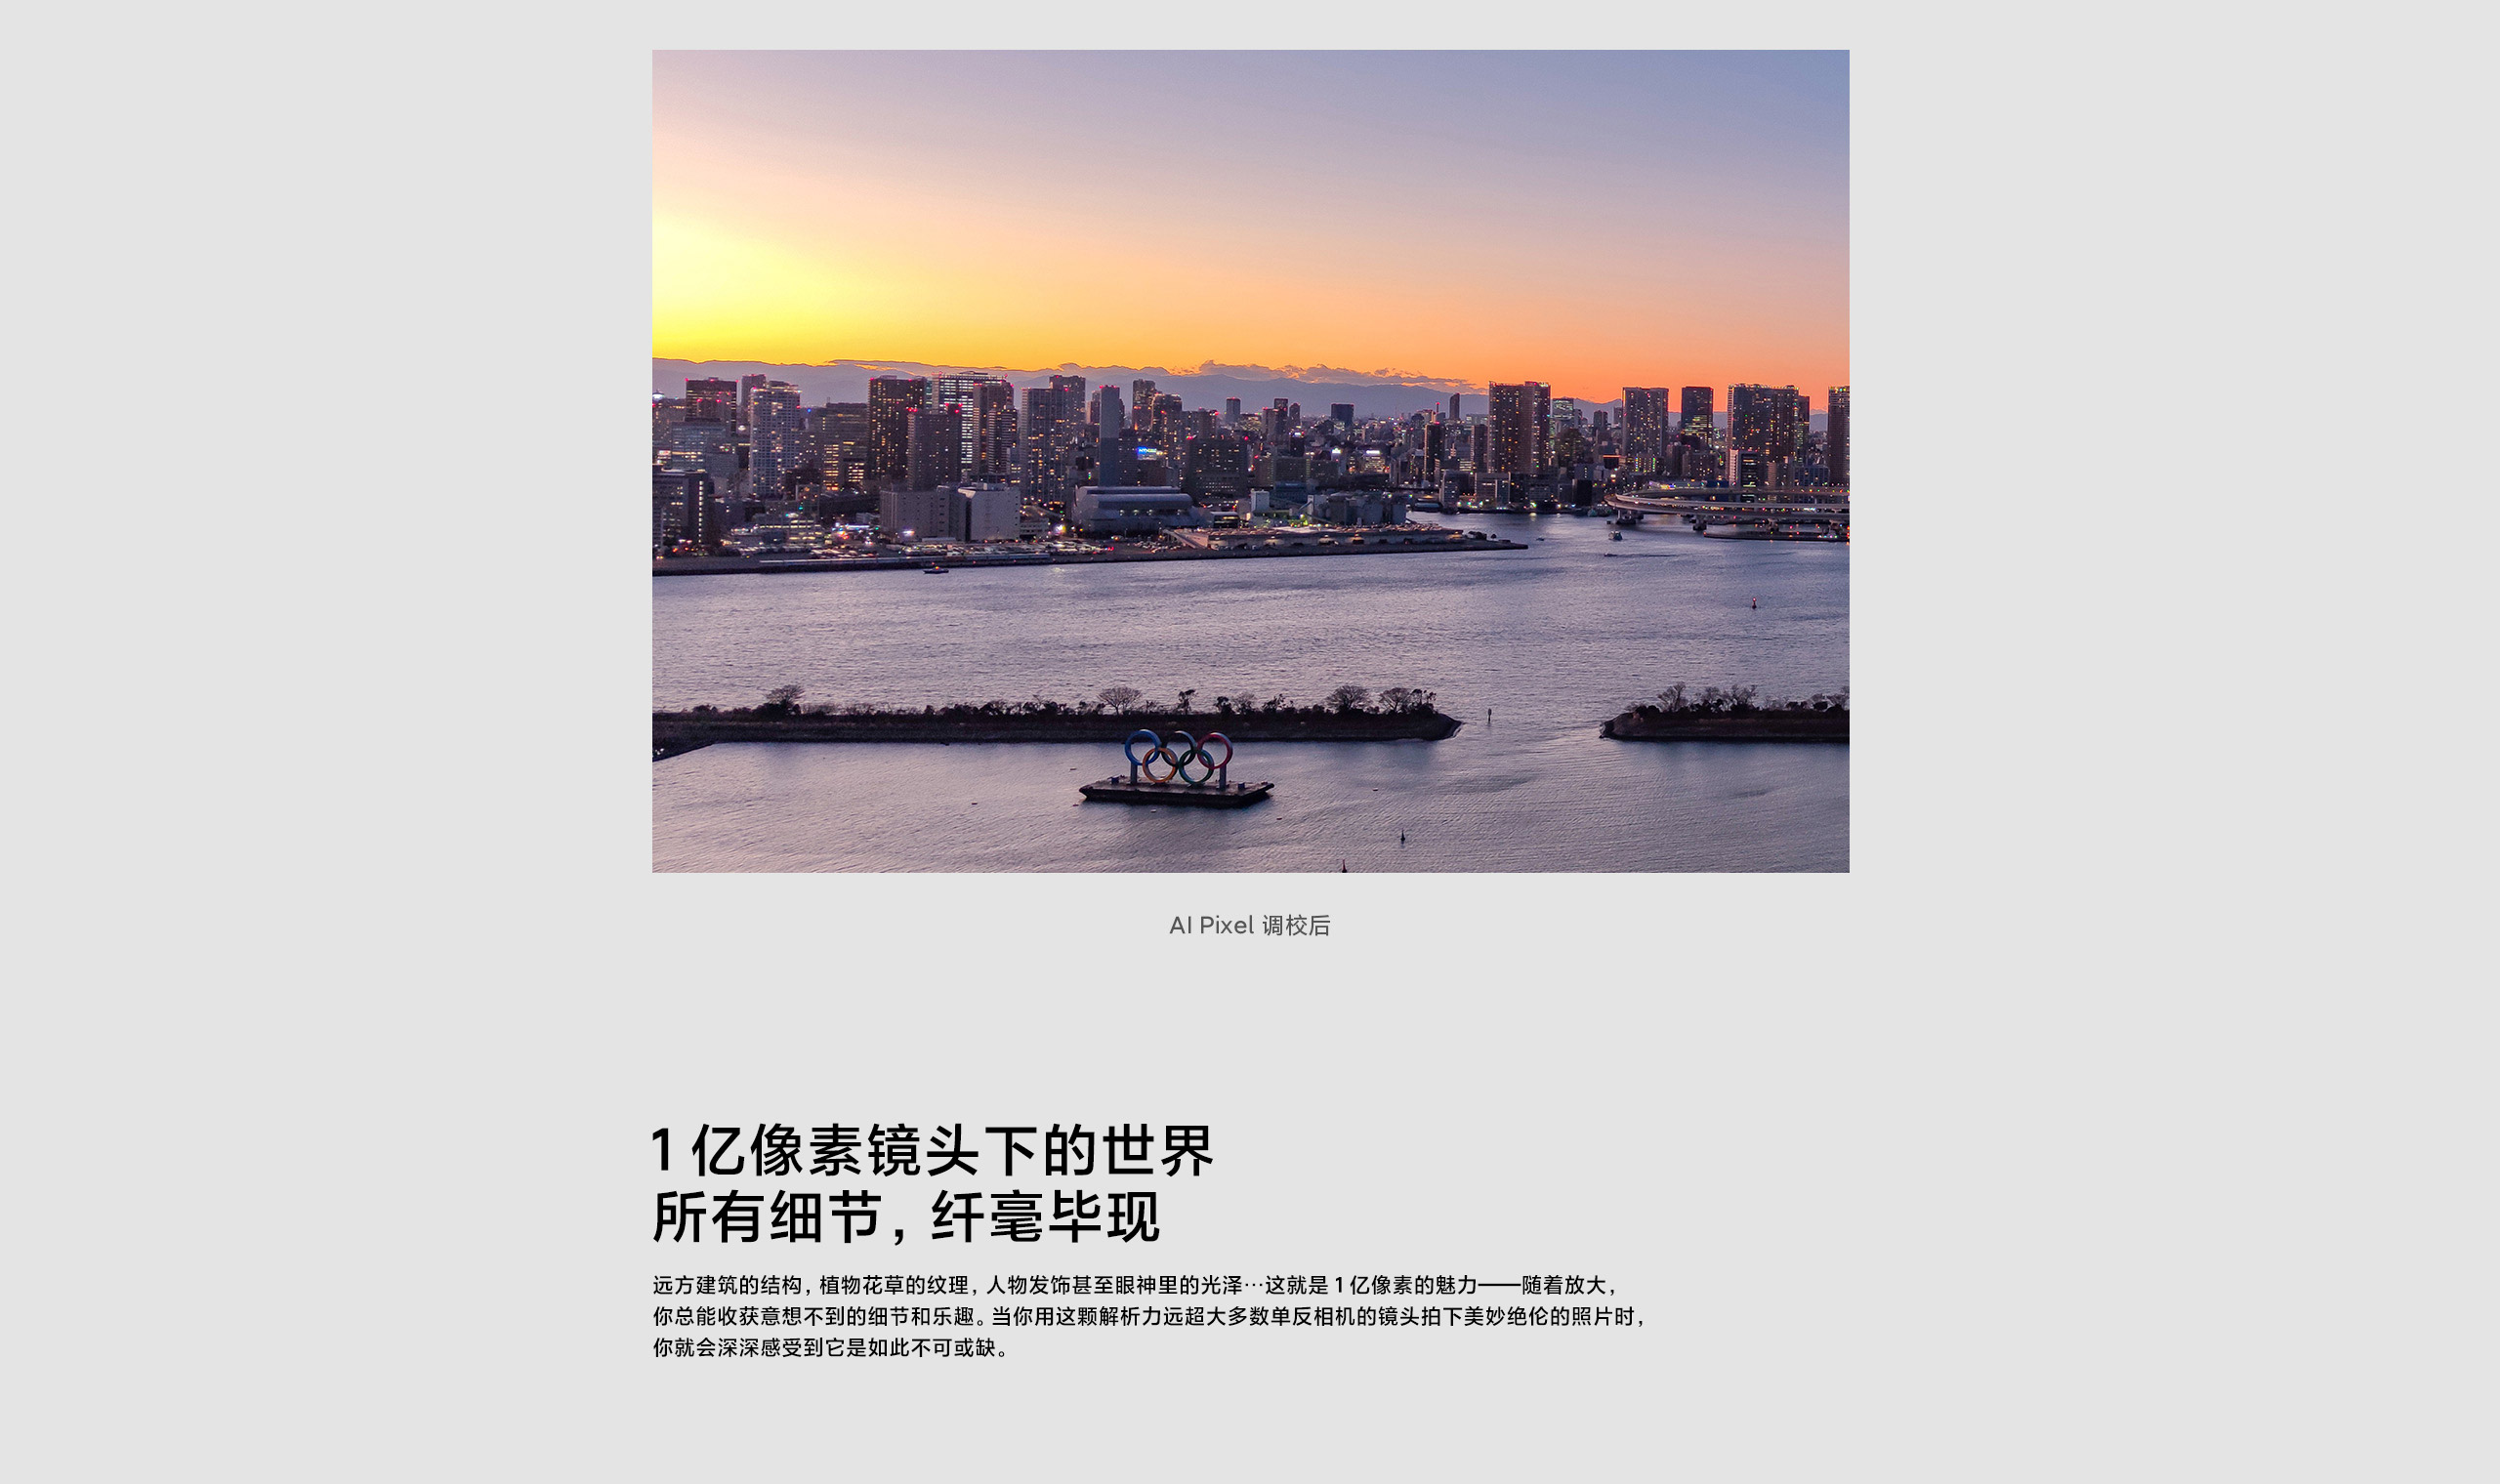 AI Pixel 调校后
1 亿像素镜头下的世界
所有细节，纤毫毕现
远方建筑的结构，植物花草的纹理，人物发饰甚至眼神里的光泽…这就是 1 亿像素的魅力——随着放大，
你总能收获意想不到的细节和乐趣。当你用这颗解析力远超大多数单反相机的镜头拍下美妙绝伦的照片时，
你就会深深感受到它是如此不可或缺。